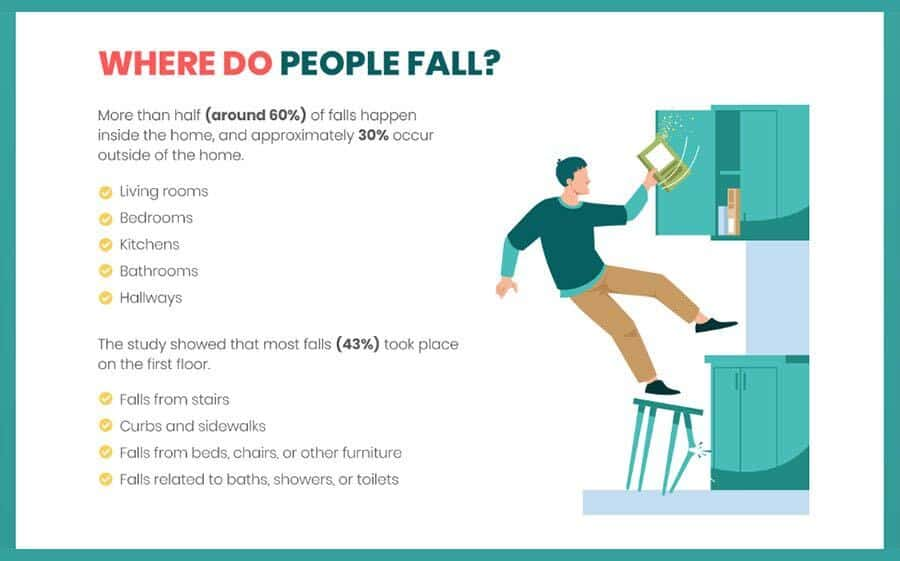 WHERE DO PEOPLE FALL?
More than half (around 60%) of falls happen
inside the home, and approximately 30% occur
outside of the home.
Living rooms
Bedrooms
Kitchens
Bathrooms
Hallways
The study showed that most falls (43%) took place
on the first floor.
Falls from stairs
Curbs and sidewalks
Falls from beds, chairs, or other furniture
Falls related to baths, showers, or toilets